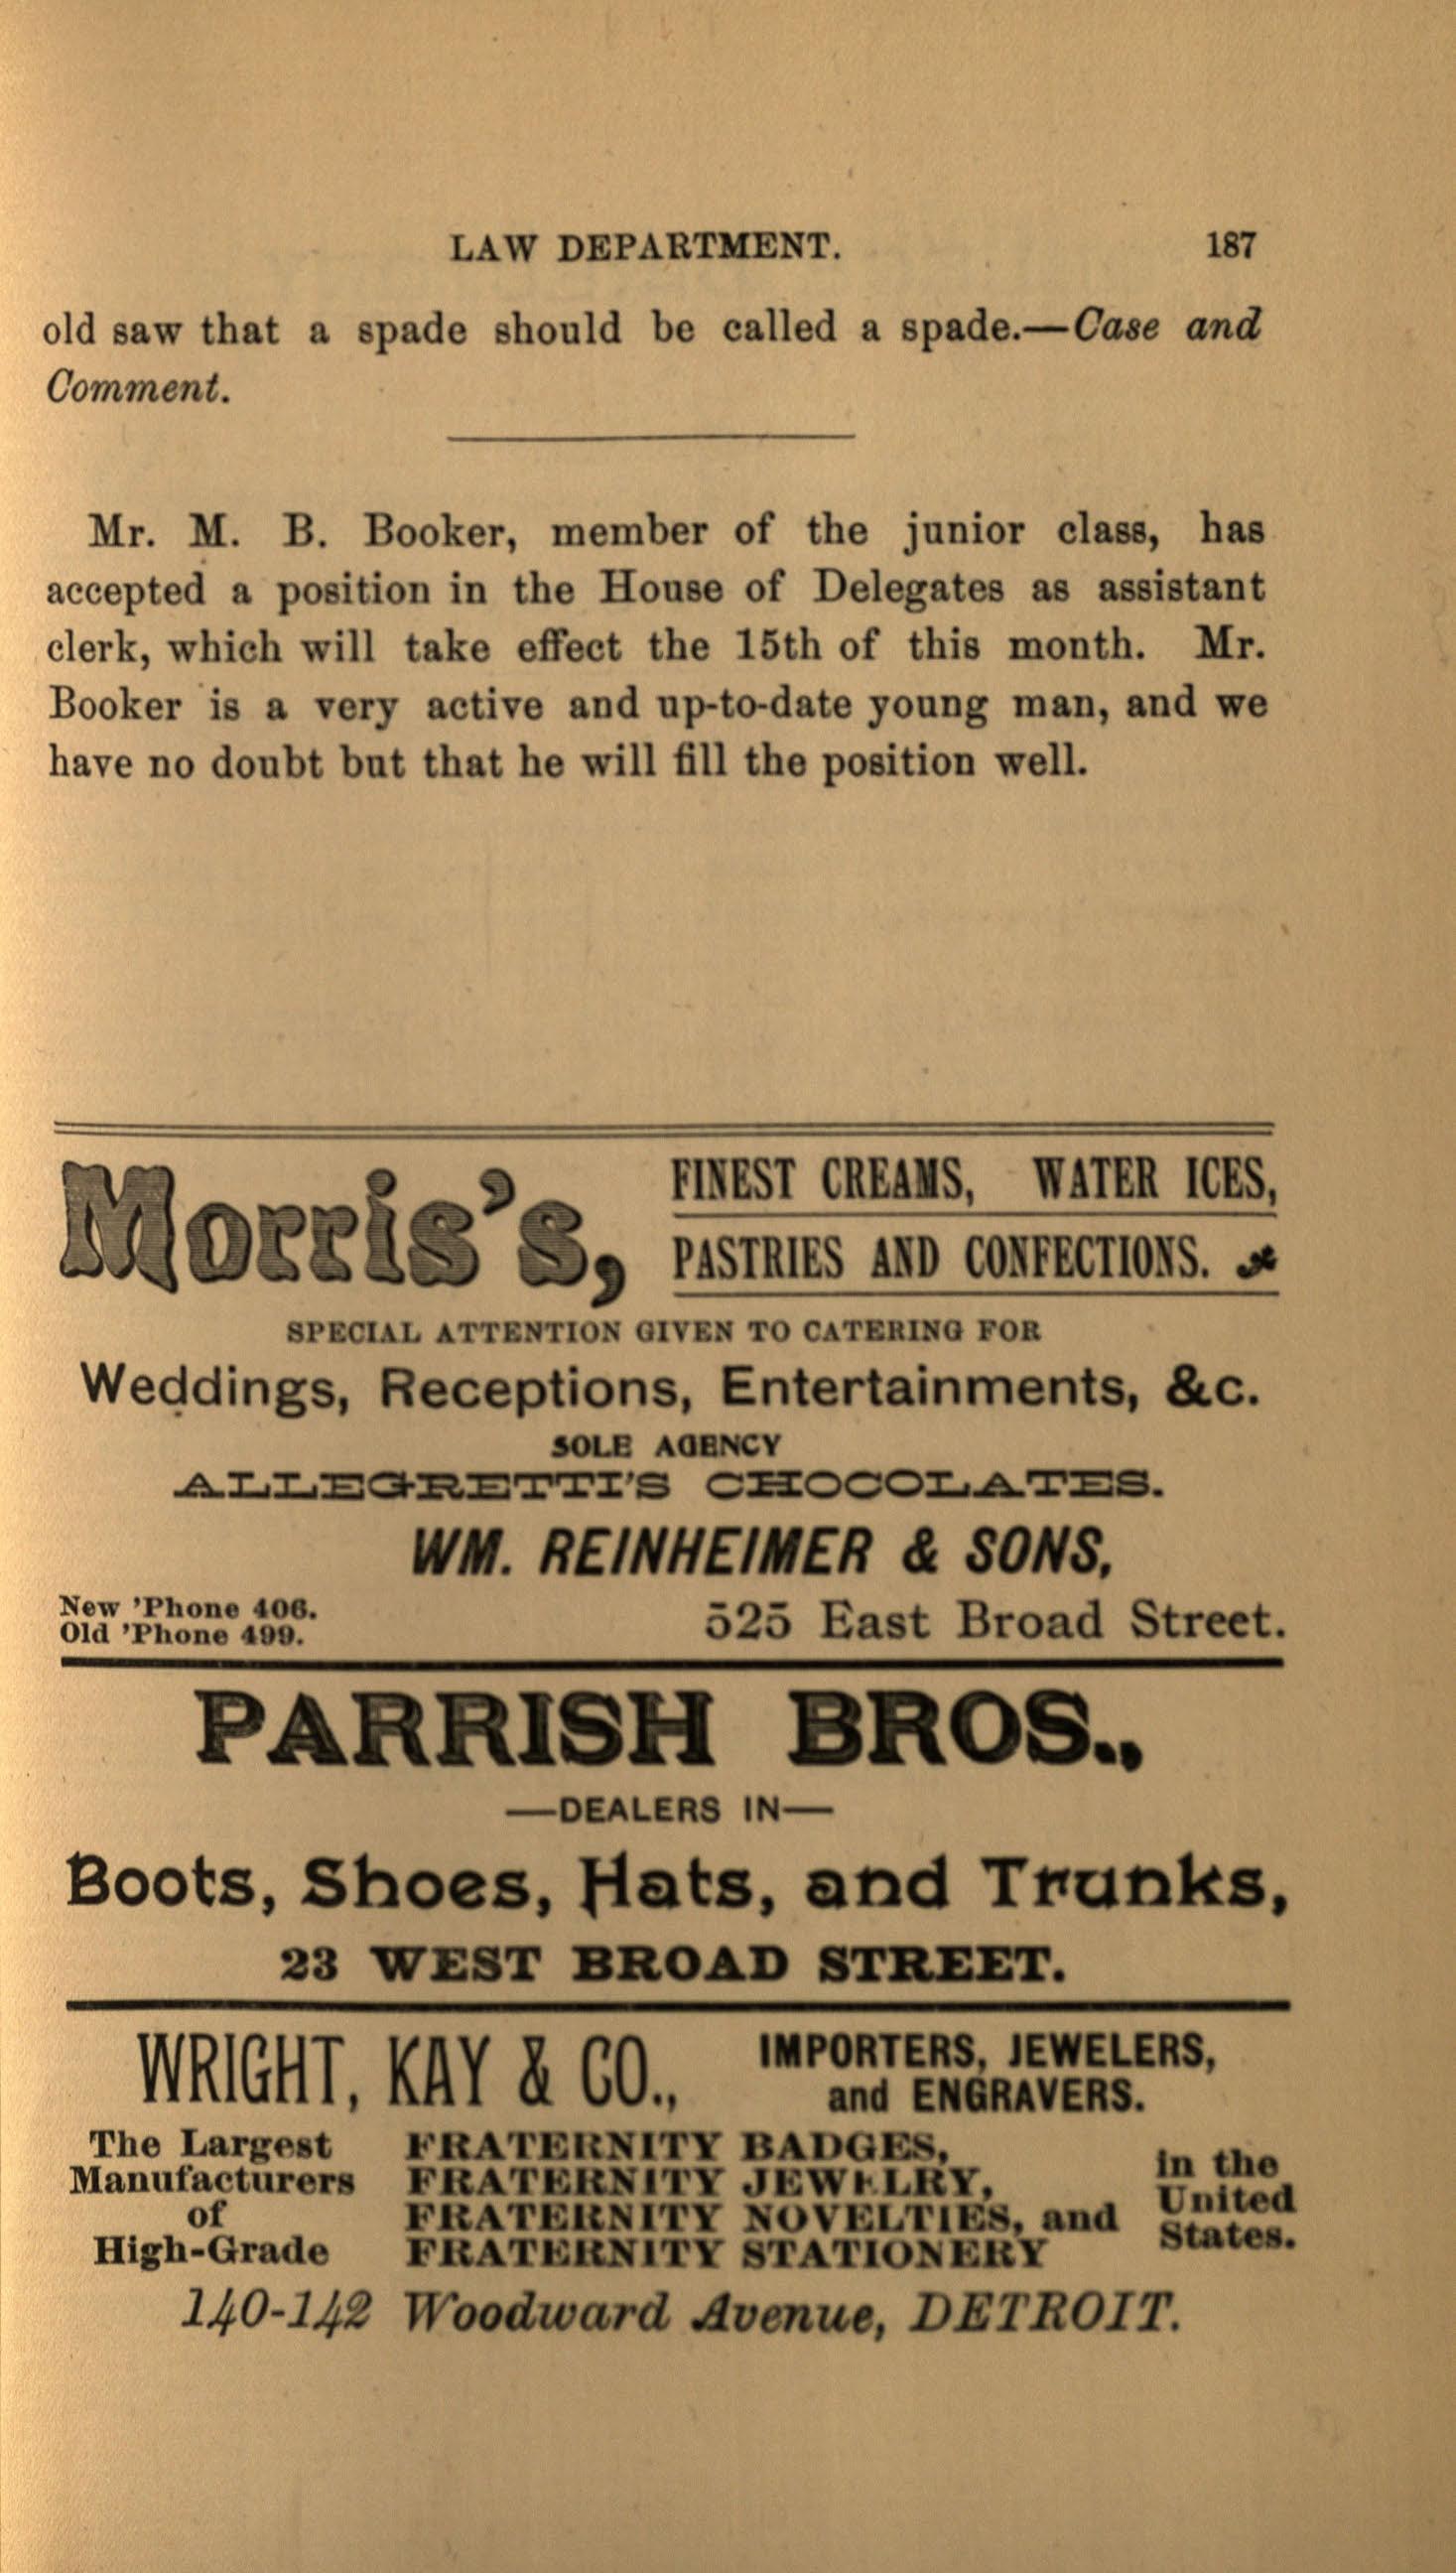 LAW DEPARTMENT. 187
old saw that a spade should be called a spade.—Case and
Comment.
Mr. M. B. Booker, member of the junior class, has
accepted a position in the House of Delegates as assistant
clerk, which will take effect the 15th of this month. Mr.
Booker is a very active and up-to-date young man, and we
have no doubt but that he will fill the position well.
Morris's, FINEST CREAMS, WATER ICES,
PASTRIES AND CONFECTIONS.
SPECIAL ATTENTION GIVEN TO CATERING FOR
Weddings, Receptions, Entertainments, &c.
SOLE AGENCY
ALLEGRETTI'S CHOCOLATES.
WM. REINHEIMER & SONS,
New 'Phone 406.
Old 'Phone 499.
525 East Broad Street.
PARRISH BROS.,
—DEALERS IN—
Boots, Shoes, Hats, and Trunks,
23 WEST BROAD STREET.
WRIGHT, KAY & CO., IMPORTERS, JEWELERS,
and ENGRAVERS.
The Largest
Manufacturers
of
High-Grade
FRATERNITY BADGES,
FRATERNITY JEWELRY,
FRATERNITY NOVELTIES, and
FRATERNITY STATIONERY
in the
United
States.
140-142 Woodward Avenue, DETROIT.